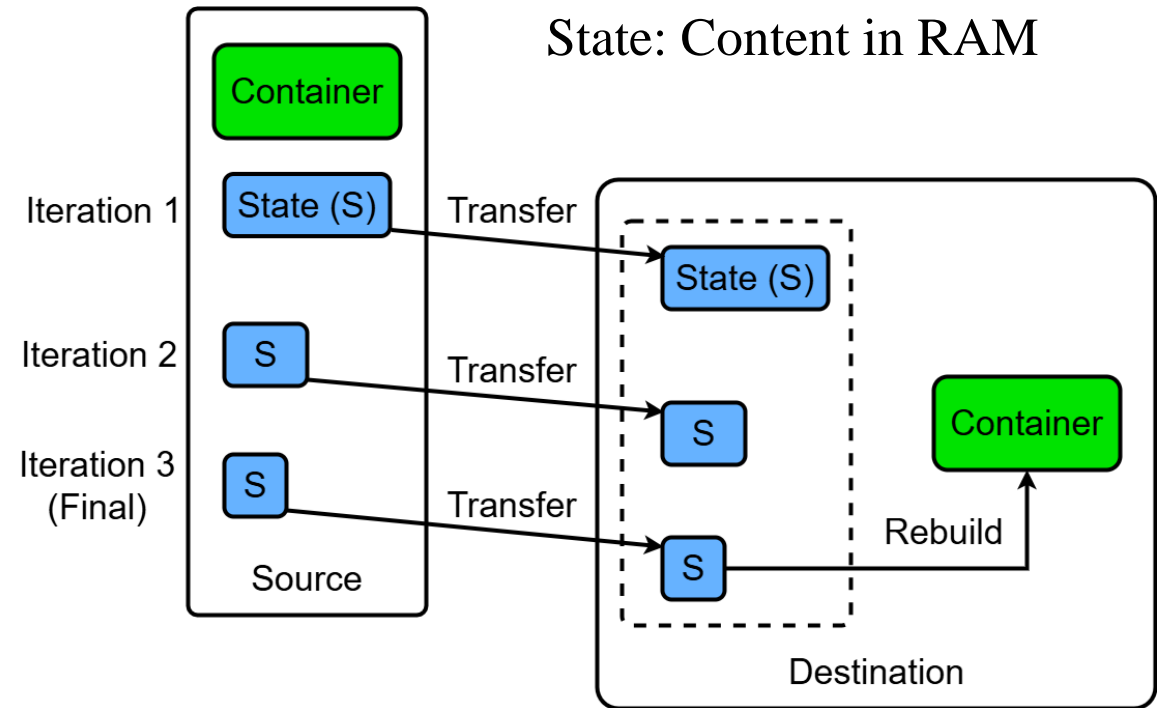 State: Content in RAM
Container
Iteration 1
State (S)
Transfer
State (S)
Iteration 2
S
Transfer
S
Container
Iteration 3
(Final)
S
Transfer
S
Rebuild
Source
Destination